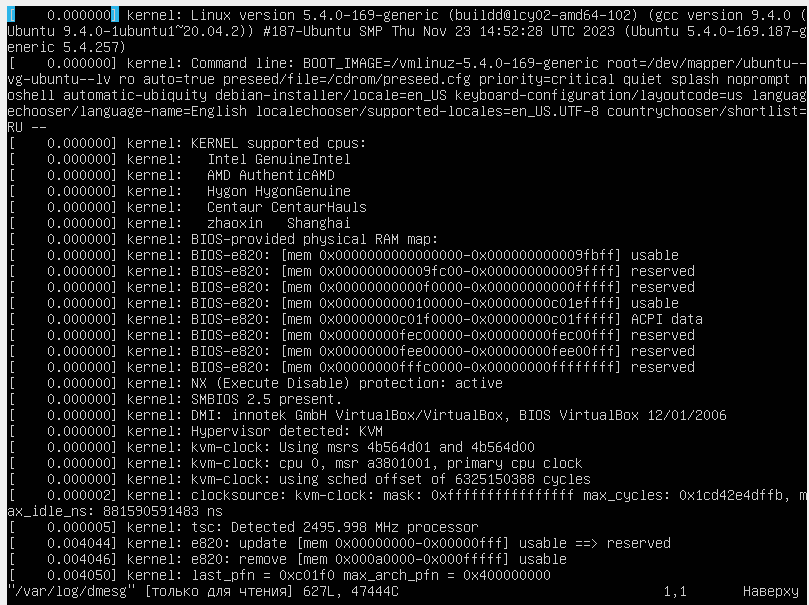 [    0.000000] kernel: Linux version 5.4.0-169-generic (buildd@lcy02-amd64-102) (gcc version 9.4.0 (
Ubuntu 9.4.0-1ubuntu1~20.04.2)) #187-Ubuntu SMP Thu Nov 23 14:52:28 UTC 2023 (Ubuntu 5.4.0-169.187-g
eneric 5.4.257)
[    0.000000] kernel: Command line: BOOT_IMAGE=/vmlinuz-5.4.0-169-generic root=/dev/mapper/ubuntu--
vg-ubuntu--lv ro auto=true preseed/file=/cdrom/preseed.cfg priority=critical quiet splash noprompt n
oshell automatic-ubiquity debian-installer/locale=en_US keyboard-configuration/layoutcode=us languag
echooser/language-name=English localechooser/supported-locales=en_US.UTF-8 countrychooser/shortlist=
RU --
[    0.000000] kernel: KERNEL supported cpus:
[    0.000000] kernel:   Intel GenuineIntel
[    0.000000] kernel:   AMD AuthenticAMD
[    0.000000] kernel:   Hygon HygonGenuine
[    0.000000] kernel:   Centaur CentaurHauls
[    0.000000] kernel:   zhaoxin   Shanghai
[    0.000000] kernel: BIOS-provided physical RAM map:
[    0.000000] kernel: BIOS-e820: [mem 0x0000000000000000-0x000000000009fbff] usable
[    0.000000] kernel: BIOS-e820: [mem 0x000000000009fc00-0x000000000009ffff] reserved
[    0.000000] kernel: BIOS-e820: [mem 0x00000000000f0000-0x00000000000fffff] reserved
[    0.000000] kernel: BIOS-e820: [mem 0x0000000000100000-0x00000000c01effff] usable
[    0.000000] kernel: BIOS-e820: [mem 0x00000000c01f0000-0x00000000c01fffff] ACPI data
[    0.000000] kernel: BIOS-e820: [mem 0x00000000fec00000-0x00000000fec00fff] reserved
[    0.000000] kernel: BIOS-e820: [mem 0x00000000fee00000-0x00000000fee00fff] reserved
[    0.000000] kernel: BIOS-e820: [mem 0x00000000fffc0000-0x00000000ffffffff] reserved
[    0.000000] kernel: NX (Execute Disable) protection: active
[    0.000000] kernel: SMBIOS 2.5 present.
[    0.000000] kernel: DMI: innotek GmbH VirtualBox/VirtualBox, BIOS VirtualBox 12/01/2006
[    0.000000] kernel: Hypervisor detected: KVM
[    0.000000] kernel: kvm-clock: Using msrs 4b564d01 and 4b564d00
[    0.000000] kernel: kvm-clock: cpu 0, msr a3801001, primary cpu clock
[    0.000000] kernel: kvm-clock: using sched offset of 6325150388 cycles
[    0.000002] kernel: clocksource: kvm-clock: mask: 0xffffffffffffffff max_cycles: 0x1cd42e4dffb, m
ax_idle_ns: 881590591483 ns
[    0.000005] kernel: tsc: Detected 2495.998 MHz processor
[    0.004044] kernel: e820: update [mem 0x00000000-0x00000fff] usable ==> reserved
[    0.004046] kernel: e820: remove [mem 0x000a0000-0x000fffff] usable
[    0.004050] kernel: last_pfn = 0xc01f0 max_arch_pfn = 0x400000000
"/var/log/dmesg" [только для чтения] 627L, 47444C 1,1 Наверху